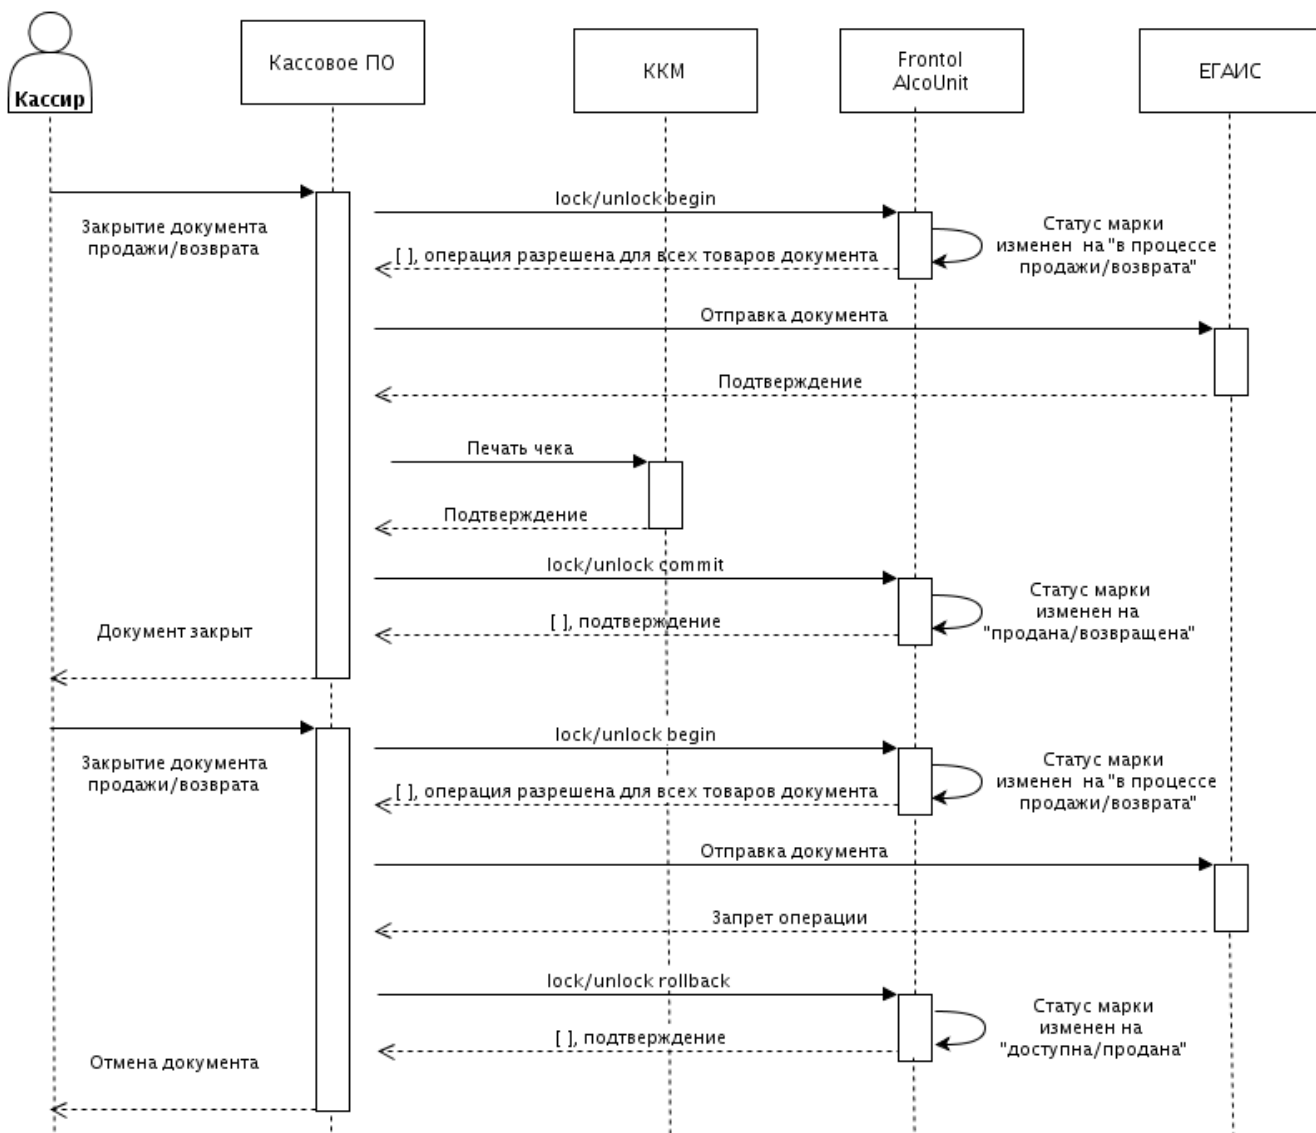 Кассир
Кассовое ПО
ККМ
Frontol
AlcoUnit
ЕГАИС
Закрытие документа
продажи/возврата
lock/unlock begin
Статус марки
изменен на "в процессе
продажи/возврата"
[ ], операция разрешена для всех товаров документа
Отправка документа
Подтверждение
Печать чека
Подтверждение
lock/unlock commit
Статус марки
изменен на
"продана/возвращена"
[ ], подтверждение
Документ закрыт
Закрытие документа
продажи/возврата
lock/unlock begin
Статус марки
изменен на "в процессе
продажи/возврата"
[ ], операция разрешена для всех товаров документа
Отправка документа
Запрет операции
lock/unlock rollback
Статус марки
изменен на
"доступна/продана"
[ ], подтверждение
Отмена документа